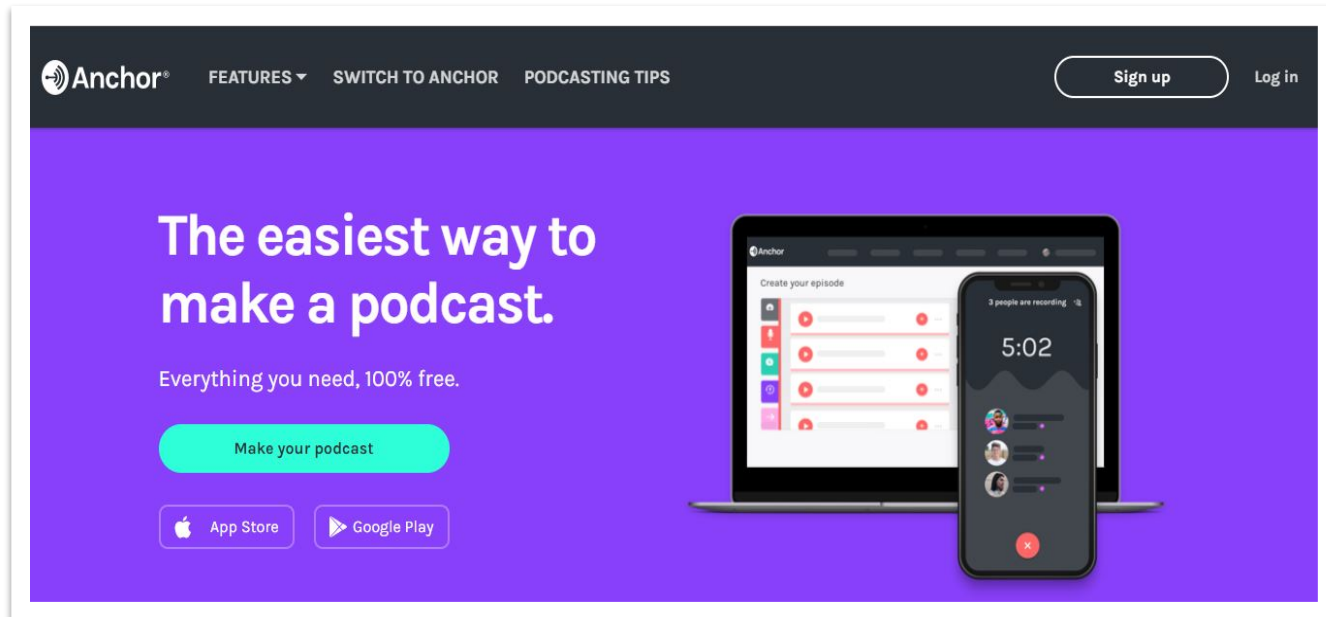 Anchor®
FEATURES
SWITCH TO ANCHOR
PODCASTING TIPS
Sign up
Log in
The easiest way to
make a podcast.
Everything you need, 100% free.
Make your podcast
App Store
Google Play
Anchor
Create your episode
3 people are recording
5:02